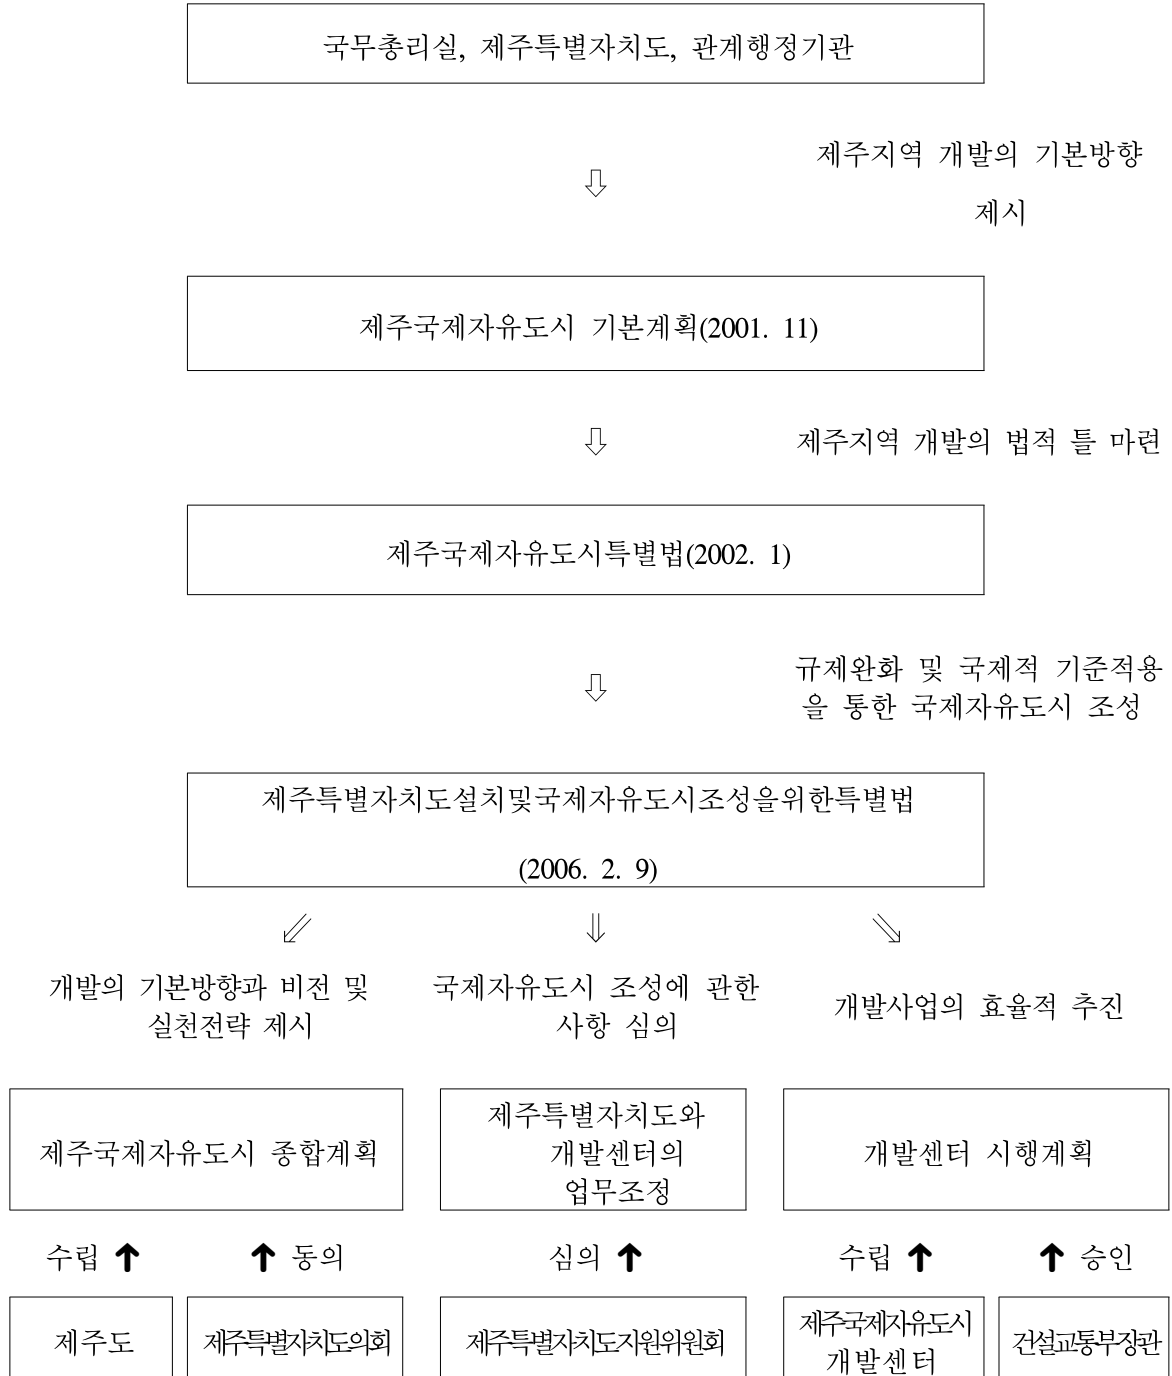 국무총리실, 제주특별자치도, 관계행정기관
제주지역 개발의 기본방향
제시
제주국제자유도시 기본계획(2001. 11)
제주지역 개발의 법적 틀 마련
제주국제자유도시특별법(2002. 1)
규제완화 및 국제적 기준적용
을 통한 국제자유도시 조성
제주특별자치도설치및국제자유도시조성을위한특별법
(2006. 2. 9)
개발의 기본방향과 비전 및
실천전략 제시
국제자유도시 조성에 관한
사항 심의
개발사업의 효율적 추진
제주국제자유도시 종합계획
제주특별자치도와
개발센터의
업무조정
개발센터 시행계획
수립
동의
심의
수립
승인
제주도
제주특별자치도의회
제주특별자치도지원위원회
제주국제자유도시
개발센터
건설교통부장관